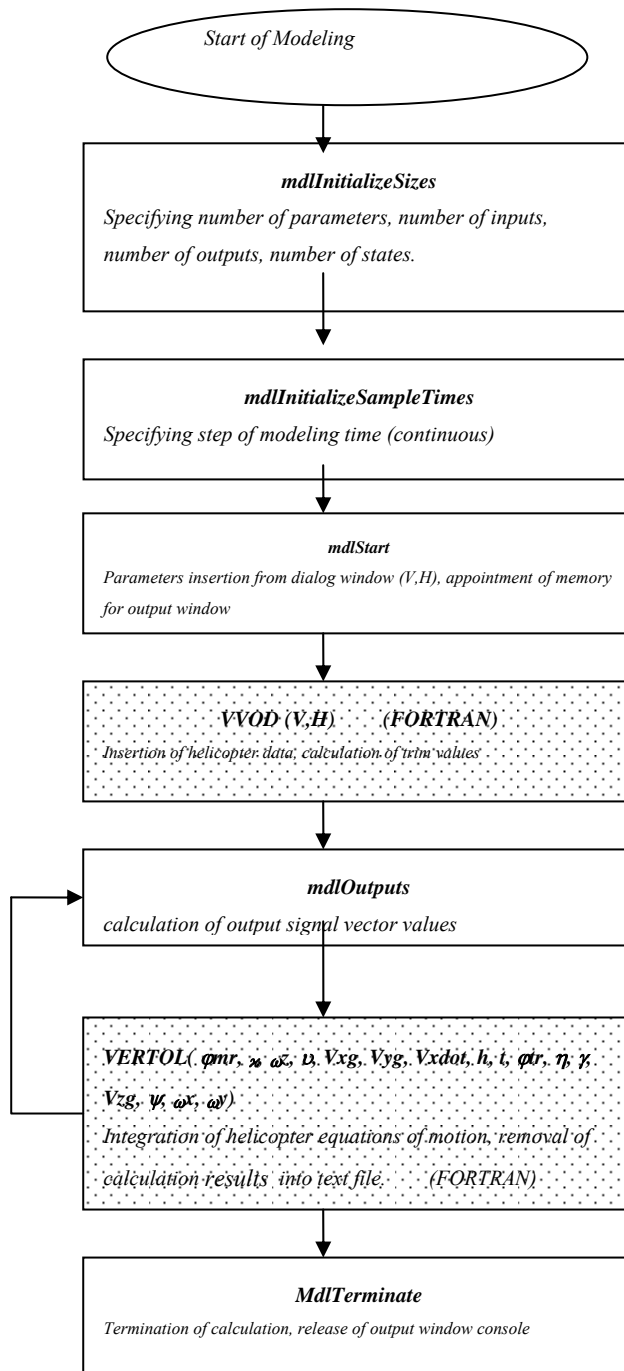 Start of Modeling
mdlInitializeSizes
Specifying number of parameters, number of inputs,
number of outputs, number of states.
mdlInitializeSampleTimes
Specifying step of modeling time (continuous)
mdlStart
Parameters insertion from dialog window (V,H), appointment of memory
for output window
VVOD (V,H) (FORTRAN)
Insertion of helicopter data, calculation of trim values
mdlOutputs
calculation of output signal vector values
VERTOL( φmr, ϰ, ωz, υ, Vxg, Vyg, Vxdot, h, t, φtr, η, γ,
Vzg, ψ, ωx, ωy)
Integration of helicopter equations of motion, removal of
calculation results into text file. (FORTRAN)
MdlTerminate
Termination of calculation, release of output window console